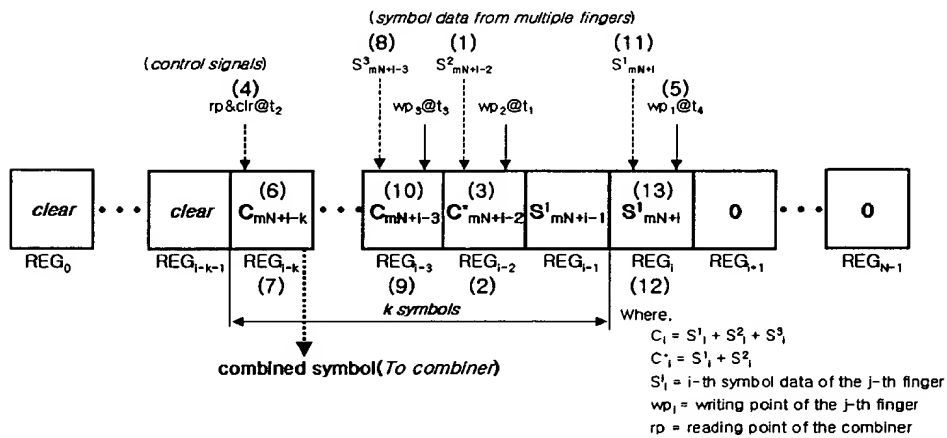 (symbol data from multiple fingers)
(8) (1) (11)
(control signals) S³mN+i-3 S²mN+i-2 S¹mN+i
(4) (5)
rp&clr@t₂ wp₃@t₃ wp₂@t₁ wp₁@t₄
(6) (10) (3) (13)
clear • • • clear CmN+i-k • • • CmN+i-3 C*mN+i-2 S¹mN+i-1 S¹mN+i 0 • • • 0
REG₀ REGi-k-1 REGi-k REGi-3 REGi-2 REGi-1 REGi REGi+1 REGN-1
(7) (9) (2) (12)
k symbols
Where,
Cᵢ = S¹ᵢ + S²ᵢ + S³ᵢ
combined symbol(To combiner)
C*ᵢ = S¹ᵢ + S²ᵢ
Sʲᵢ = i-th symbol data of the j-th finger
wpⱼ = writing point of the j-th finger
rp = reading point of the combiner